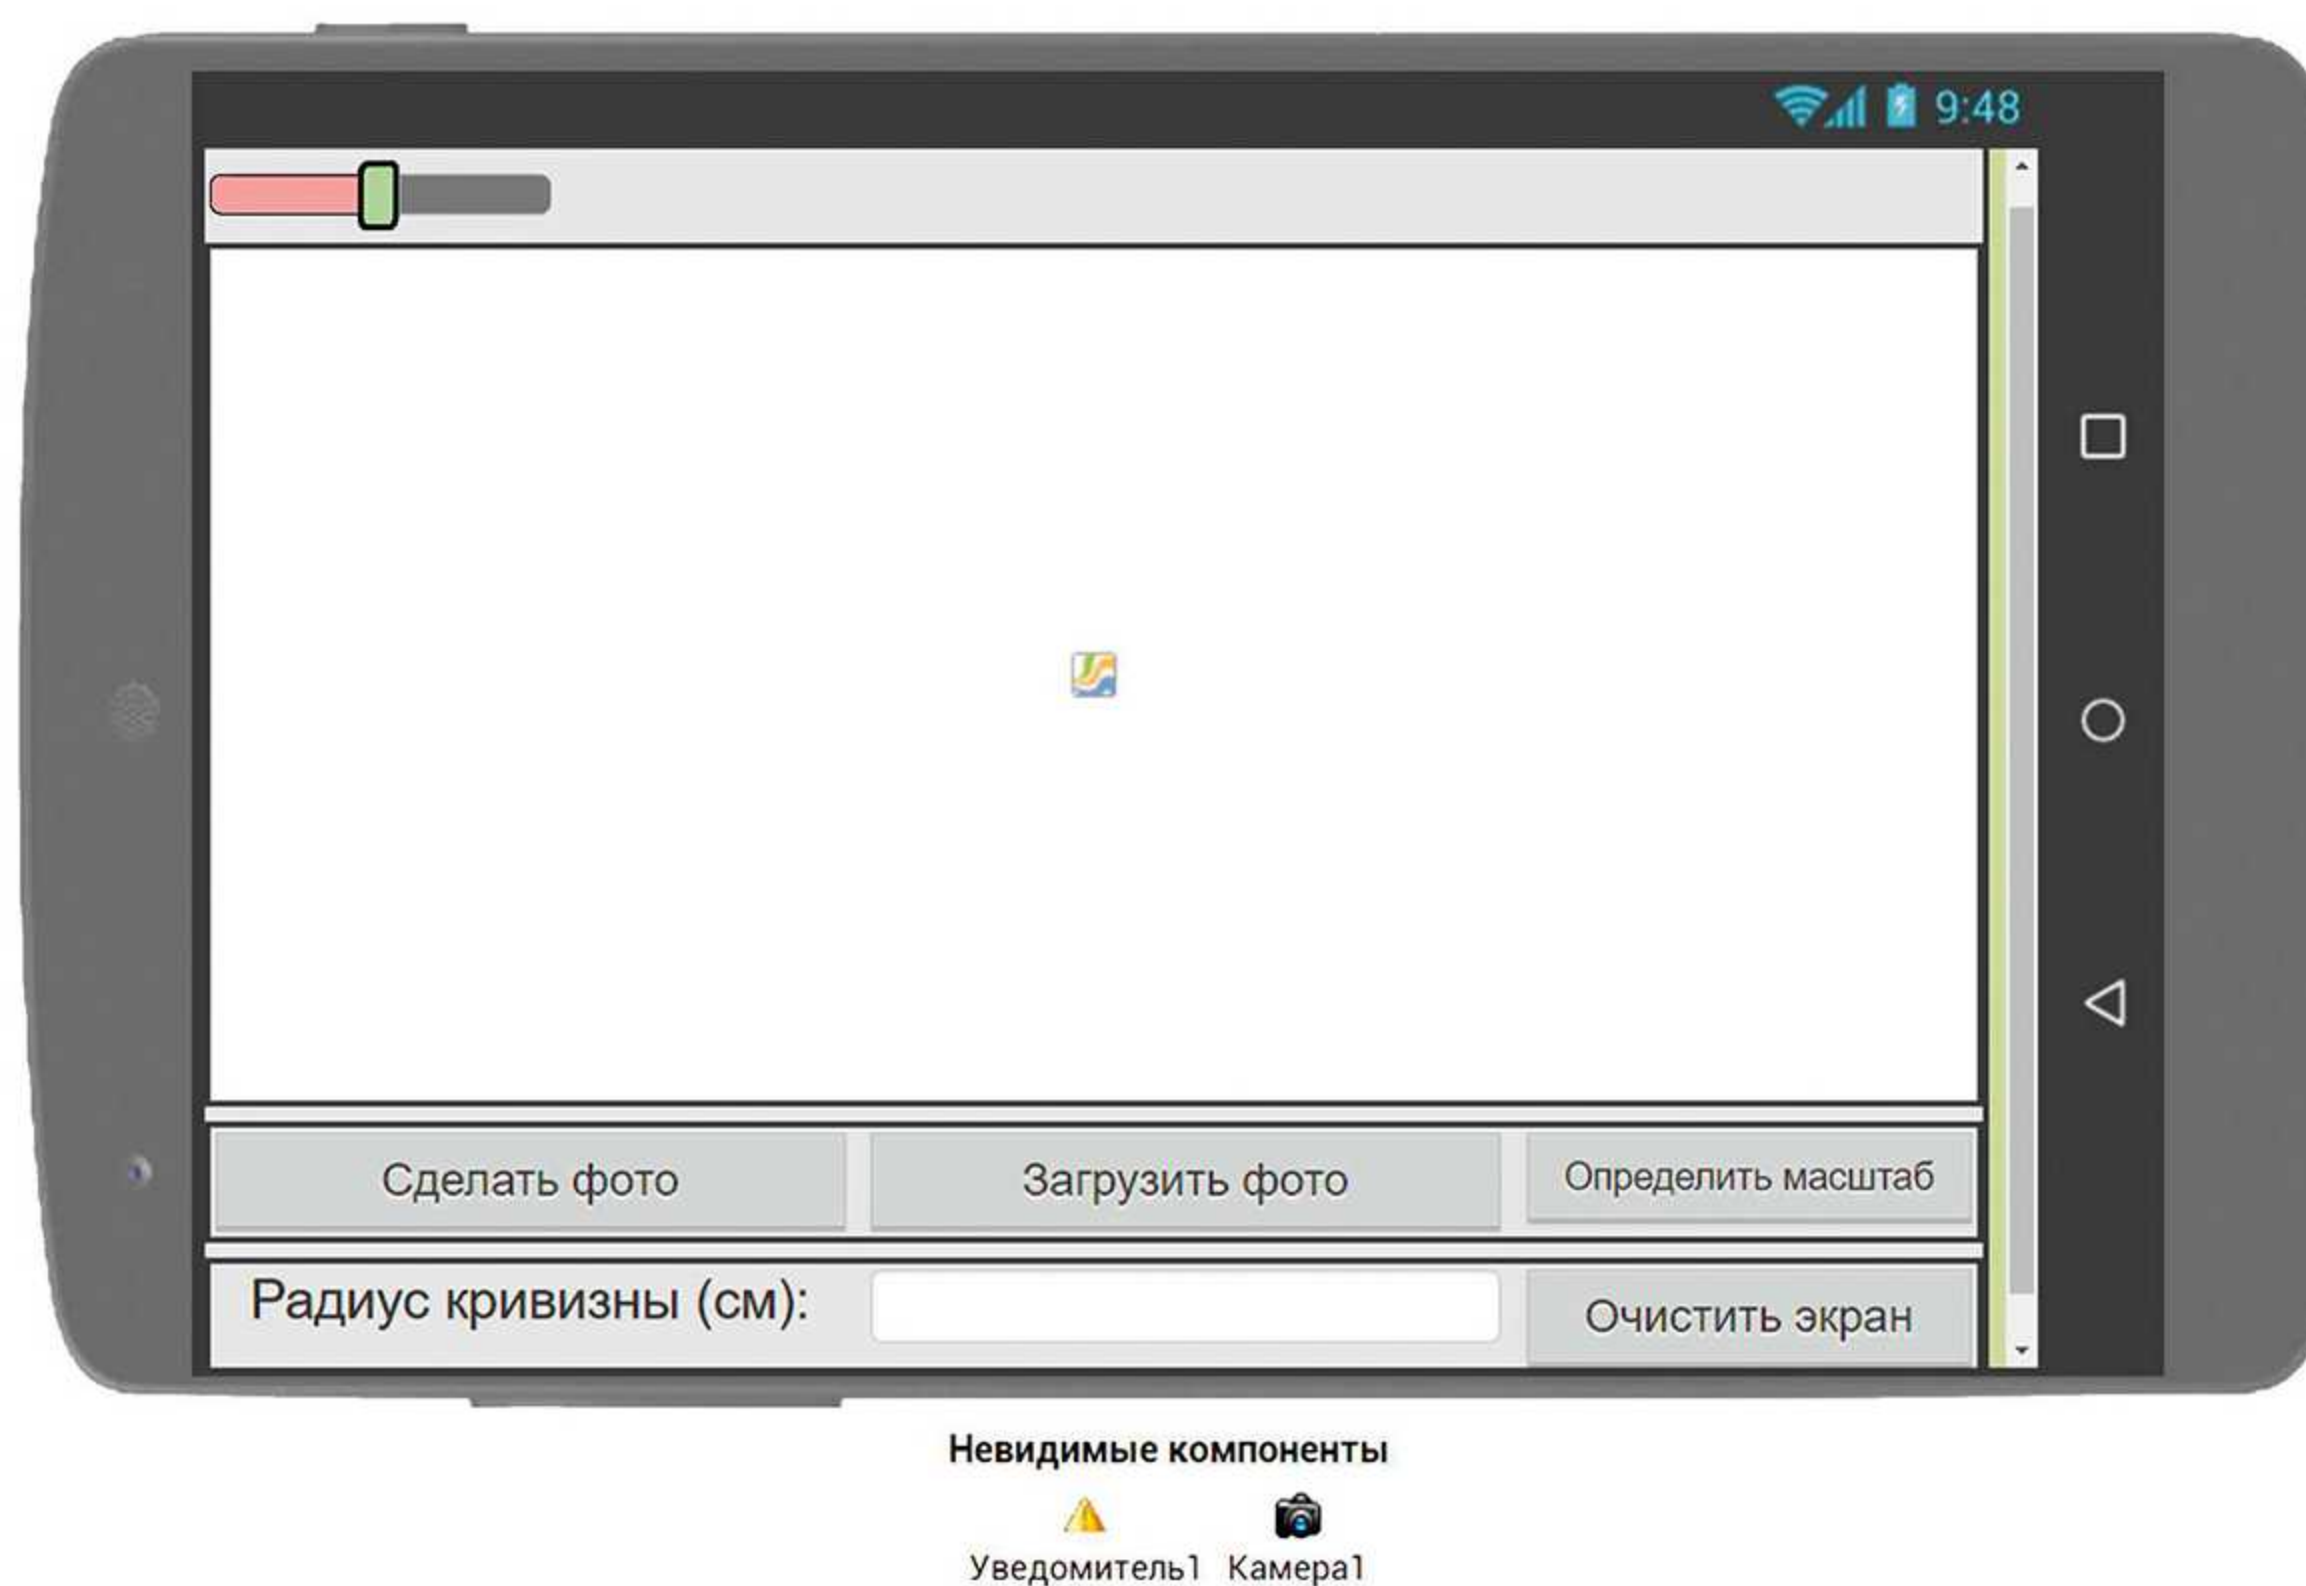 9:48
Сделать фото
Загрузить фото
Определить масштаб
Радиус кривизны (см):
Очистить экран
Невидимые компоненты
Уведомитель1
Камера1